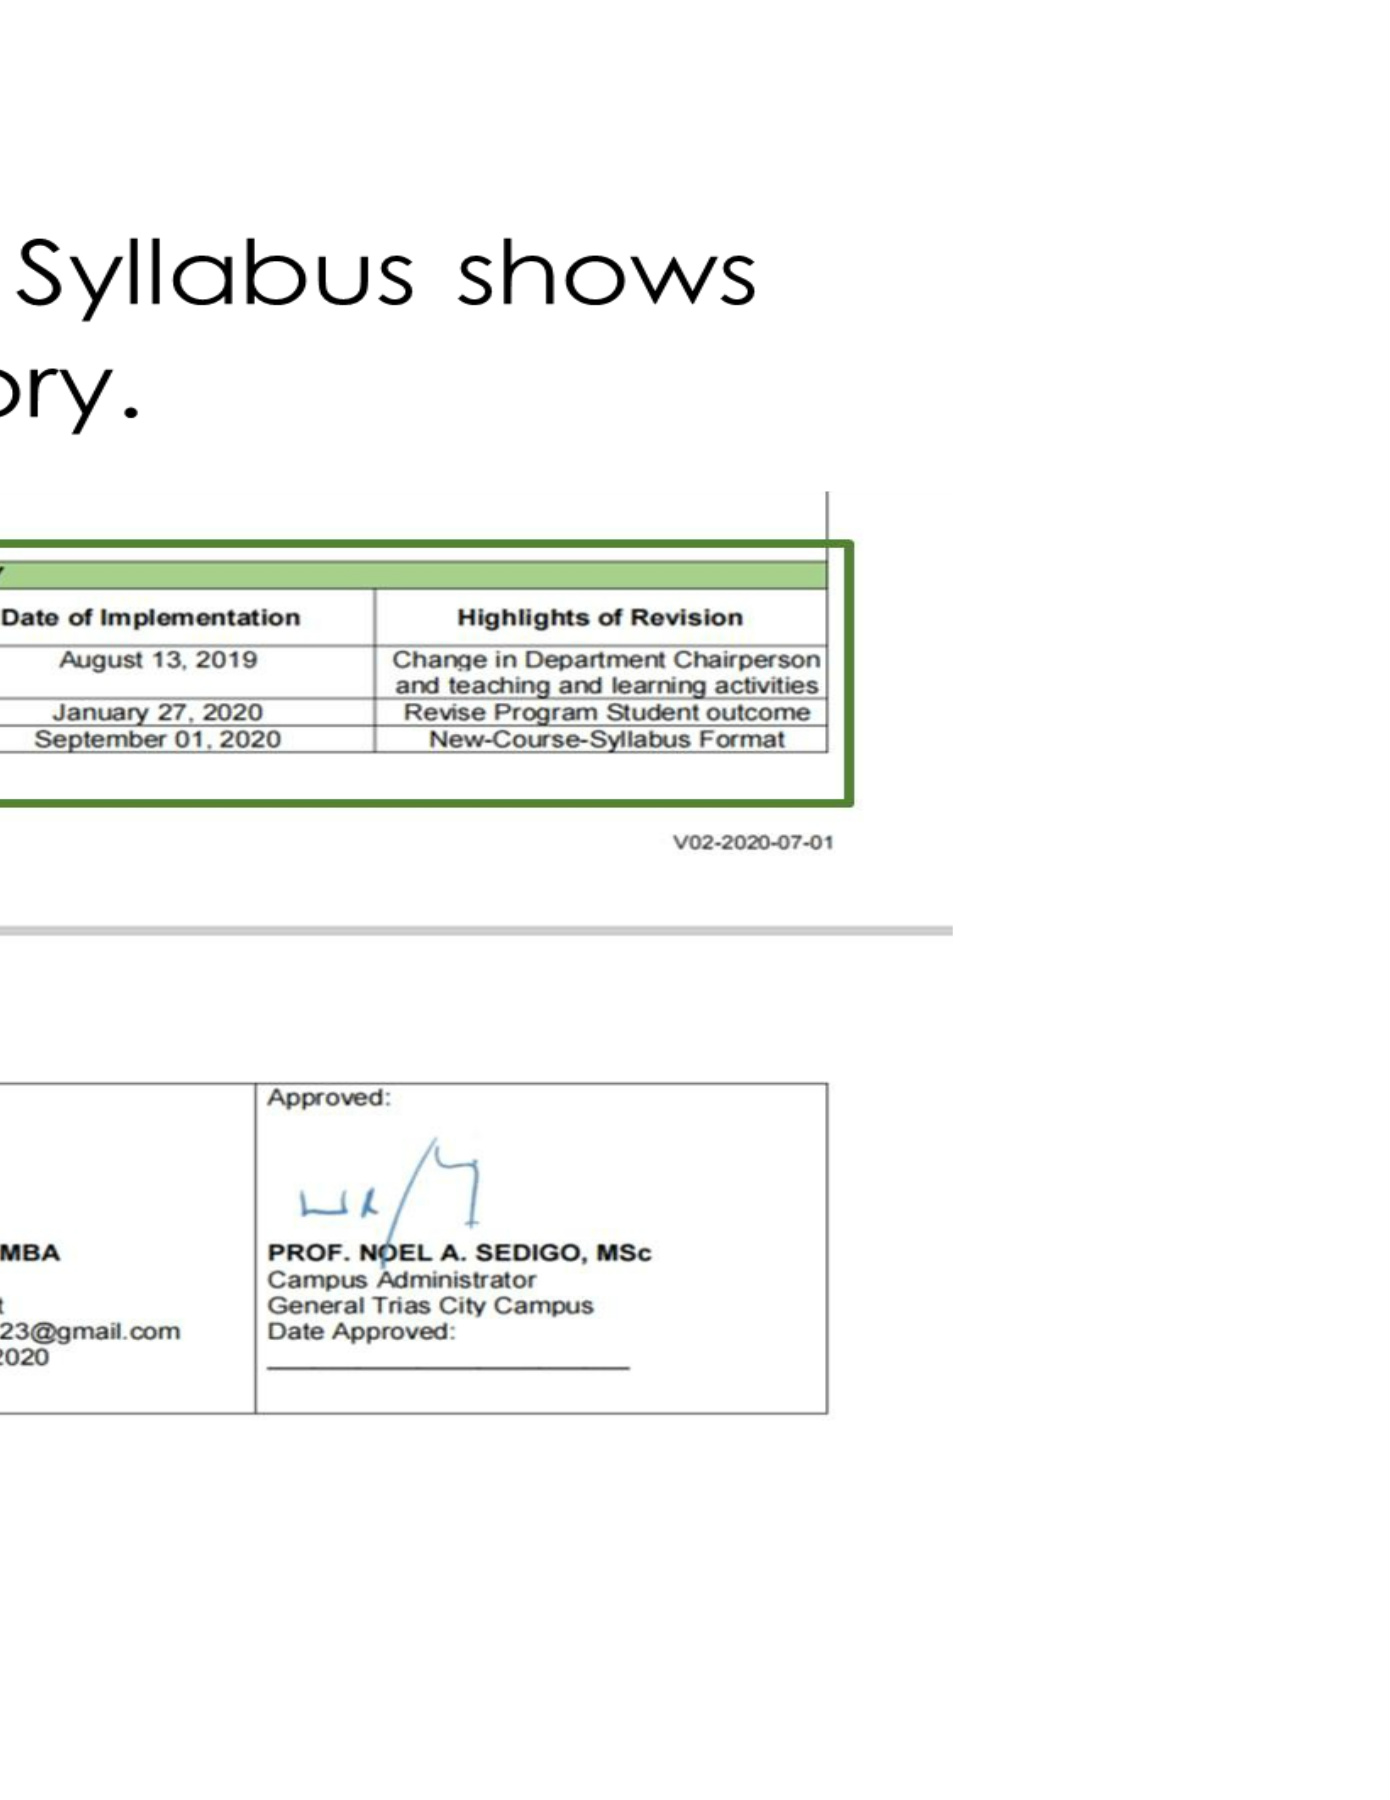 Syllabus shows
ory.
Y
Date of Implementation Highlights of Revision
August 13, 2019 Change in Department Chairperson
and teaching and learning activities
January 27, 2020 Revise Program Student outcome
September 01, 2020 New-Course-Syllabus Format
V02-2020-07-01
Approved:
MBA PROF. NOEL A. SEDIGO, MSc
Campus Administrator
t General Trias City Campus
23@gmail.com Date Approved:
2020